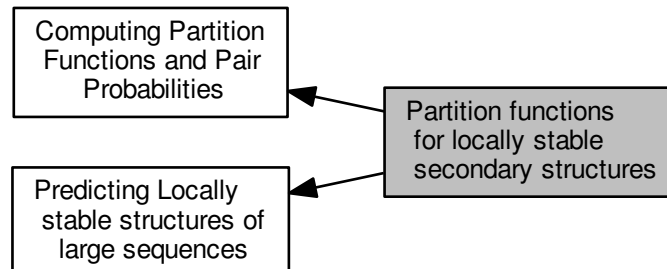 Computing Partition
Functions and Pair
Probabilities
Partition functions
for locally stable
secondary structures
Predicting Locally
stable structures of
large sequences